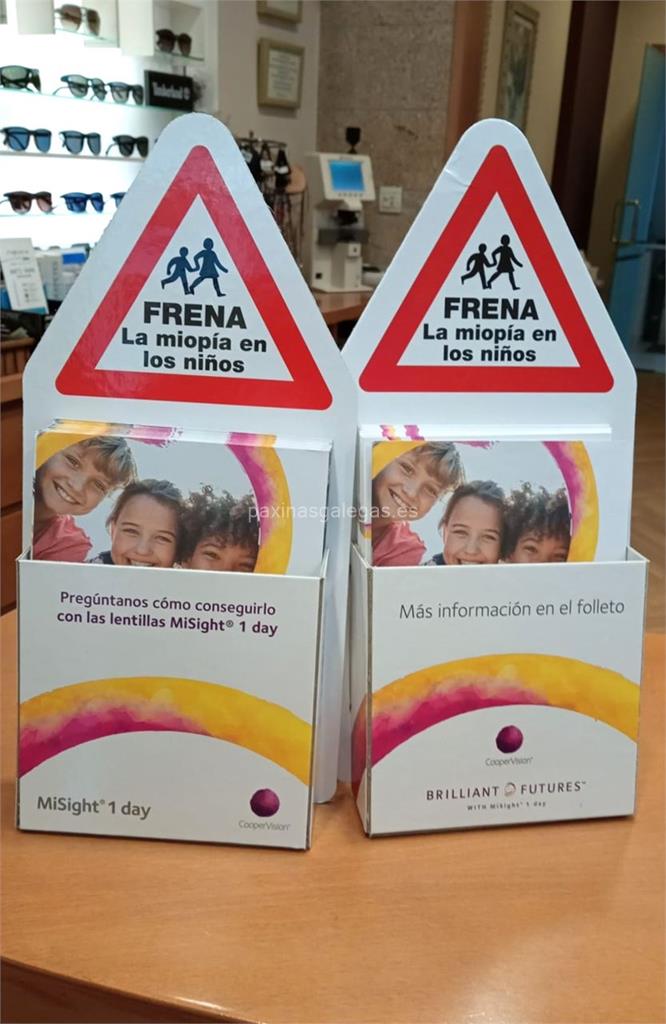 Timberland
FRENA
La miopía en
los niños
FRENA
La miopía en
los niños
paxinasgalegas.es
Pregúntanos cómo conseguirlo
con las lentillas MiSight® 1 day
MiSight® 1 day
CooperVision®
Más información en el folleto
CooperVision®
BRILLIANT FUTURES™
WITH MiSight® 1 day